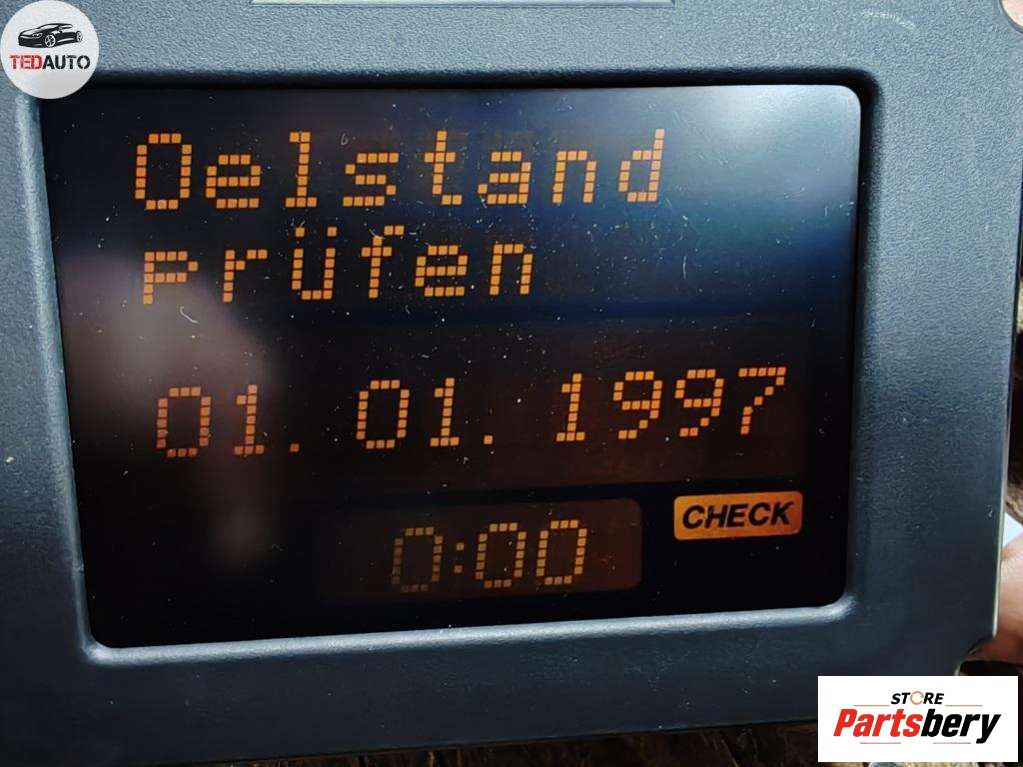 TEDAUTO
Oelstand
prüfen
01.01.1997
0:00
CHECK
STORE
Partsbery